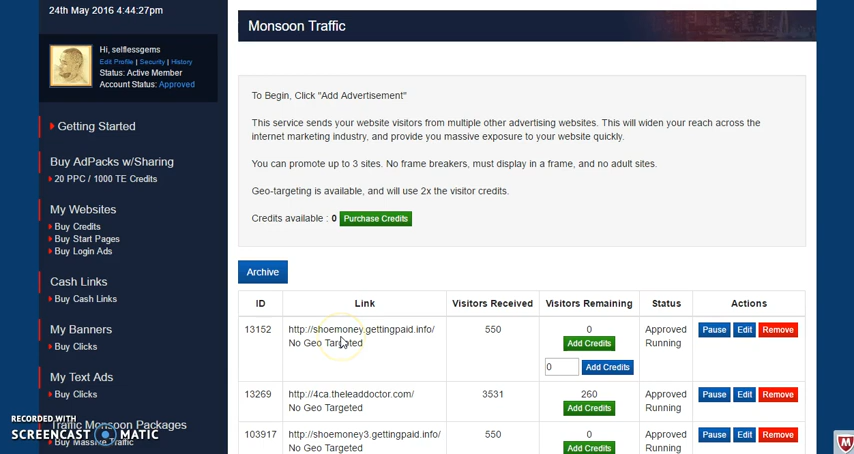 24th May 2016 4:44:27pm
Hi, selflessgems
Edit Profile | Security | History
Status: Active Member
Account Status: Approved
Getting Started
Buy AdPacks w/Sharing
20 PPC / 1000 TE Credits
My Websites
Buy Credits
Buy Start Pages
Buy Login Ads
Cash Links
Buy Cash Links
My Banners
Buy Clicks
My Text Ads
Buy Clicks
Traffic Monsoon Packages
Buy Massive Traffic
RECORDED WITH
SCREENCAST MATIC
Monsoon Traffic
To Begin, Click "Add Advertisement"
This service sends your website visitors from multiple other advertising websites. This will widen your reach across the
internet marketing industry, and provide you massive exposure to your website quickly.
You can promote up to 3 sites. No frame breakers, must display in a frame, and no adult sites.
Geo-targeting is available, and will use 2x the visitor credits.
Credits available : 0 Purchase Credits
Archive
ID Link Visitors Received Visitors Remaining Status Actions
13152 http://shoemoney.gettingpaid.info/ 550 0 Approved Pause Edit Remove
No Geo Targeted Add Credits Running
0 Add Credits
13269 http://4ca.theleaddoctor.com/ 3531 260 Approved Pause Edit Remove
No Geo Targeted Add Credits Running
103917 http://shoemoney3.gettingpaid.info/ 550 0 Approved Pause Edit Remove
No Geo Targeted Add Credits Running